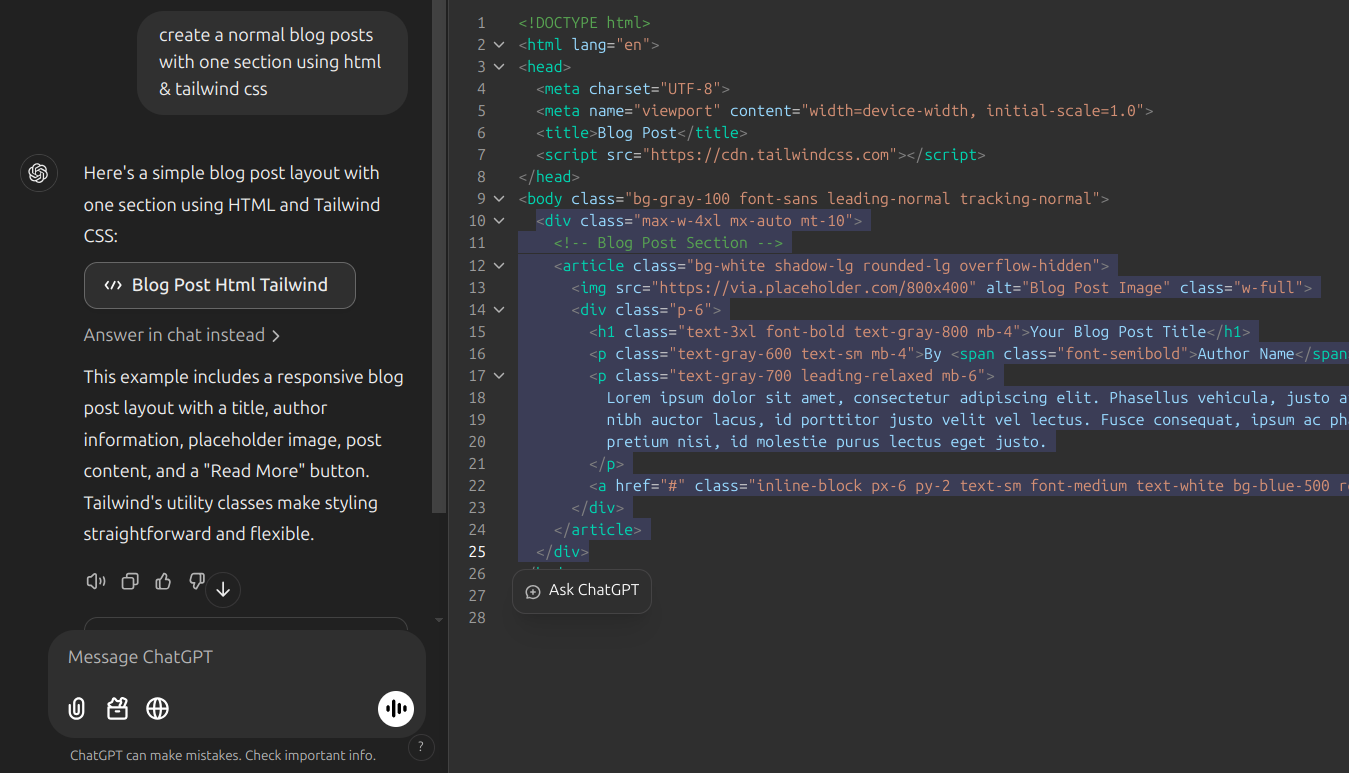 create a normal blog posts
with one section using html
& tailwind css
Here's a simple blog post layout with
one section using HTML and Tailwind
CSS:
Blog Post Html Tailwind
Answer in chat instead
This example includes a responsive blog
post layout with a title, author
information, placeholder image, post
content, and a "Read More" button.
Tailwind's utility classes make styling
straightforward and flexible.
Message ChatGPT
ChatGPT can make mistakes. Check important info.
?
1 <!DOCTYPE html>
2 <html lang="en">
3 <head>
4 <meta charset="UTF-8">
5 <meta name="viewport" content="width=device-width, initial-scale=1.0">
6 <title>Blog Post</title>
7 <script src="https://cdn.tailwindcss.com"></script>
8 </head>
9 <body class="bg-gray-100 font-sans leading-normal tracking-normal">
10 <div class="max-w-4xl mx-auto mt-10">
11 <!-- Blog Post Section -->
12 <article class="bg-white shadow-lg rounded-lg overflow-hidden">
13 <img src="https://via.placeholder.com/800x400" alt="Blog Post Image" class="w-full">
14 <div class="p-6">
15 <h1 class="text-3xl font-bold text-gray-800 mb-4">Your Blog Post Title</h1>
16 <p class="text-gray-600 text-sm mb-4">By <span class="font-semibold">Author Name</span
17 <p class="text-gray-700 leading-relaxed mb-6">
18 Lorem ipsum dolor sit amet, consectetur adipiscing elit. Phasellus vehicula, justo a
19 nibh auctor lacus, id porttitor justo velit vel lectus. Fusce consequat, ipsum ac ph
20 pretium nisi, id molestie purus lectus eget justo.
21 </p>
22 <a href="#" class="inline-block px-6 py-2 text-sm font-medium text-white bg-blue-500 r
23 </div>
24 </article>
25 </div>
26
27
28
Ask ChatGPT